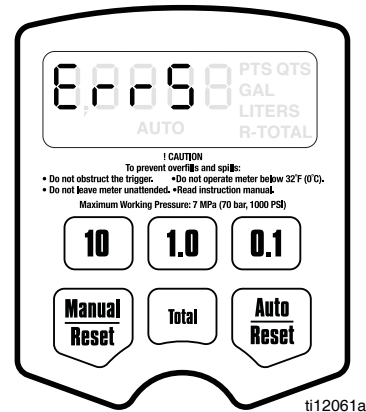 Err5 PTS QTS
GAL
LITERS
AUTO R-TOTAL
! CAUTION
To prevent overfills and spills:
• Do not obstruct the trigger. •Do not operate meter below 32°F (0°C).
• Do not leave meter unattended. •Read instruction manual.
Maximum Working Pressure: 7 MPa (70 bar, 1000 PSI)
10 1.0 0.1
Manual Total Auto
Reset Reset
ti12061a